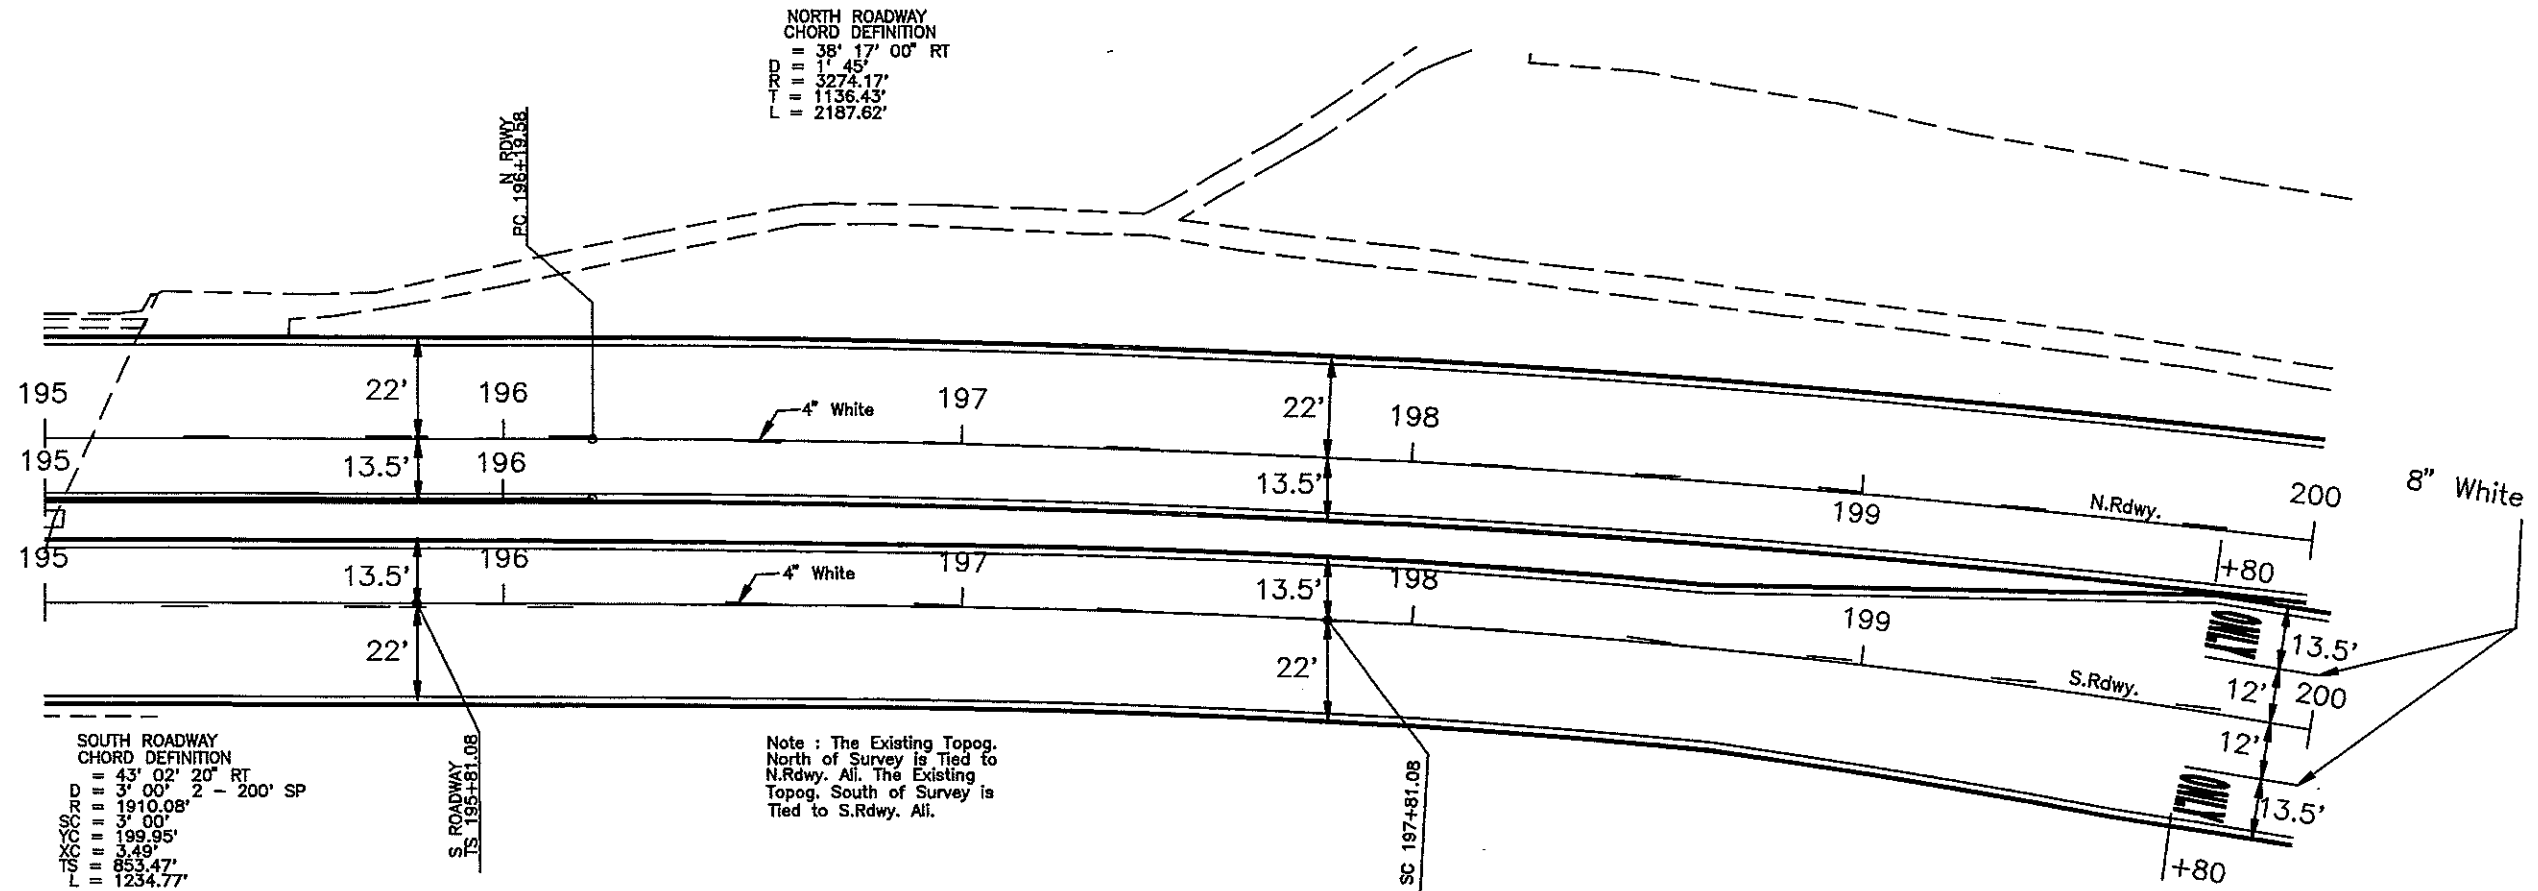 NORTH ROADWAY
CHORD DEFINITION
= 38' 17' 00" RT
D = 1' 45'
R = 3274.17'
T = 1136.43'
L = 2187.62'
N RDWY
PC 196+19.58
195
22'
196
4" White
197
22'
198
195
13.5'
196
13.5'
199
N.Rdwy.
200
8" White
195
13.5'
196
4" White
197
13.5'
198
+80
199
ONLY
13.5'
22'
22'
S.Rdwy.
12'
200
12'
ONLY
13.5'
+80
SOUTH ROADWAY
CHORD DEFINITION
= 43' 02' 20" RT
D = 3' 00' 2 - 200' SP
R = 1910.08'
SC = 3' 00'
YC = 199.95'
XC = 3.49'
TS = 853.47'
L = 1234.77'
S ROADWAY
TS 195+81.08
Note : The Existing Topog.
North of Survey is Tied to
N.Rdwy. Ali. The Existing
Topog. South of Survey is
Tied to S.Rdwy. Ali.
SC 197+81.08